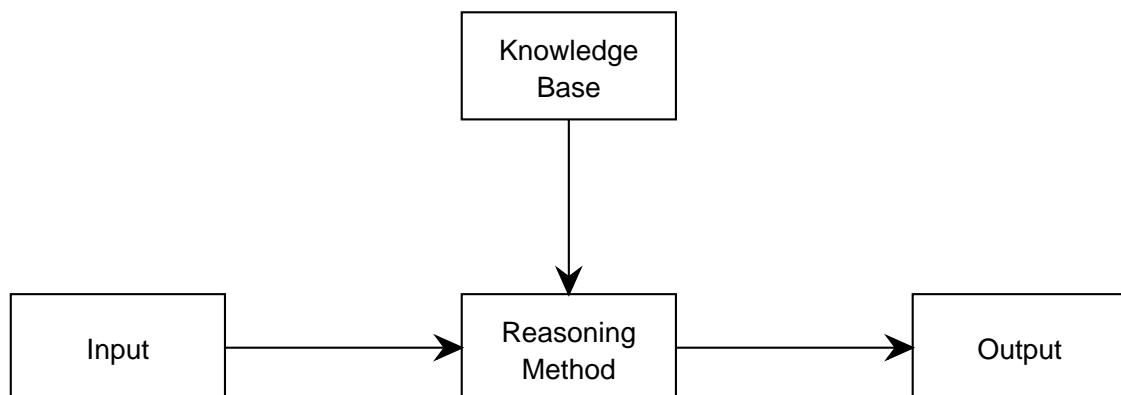 Knowledge
Base
Input
Reasoning
Method
Output